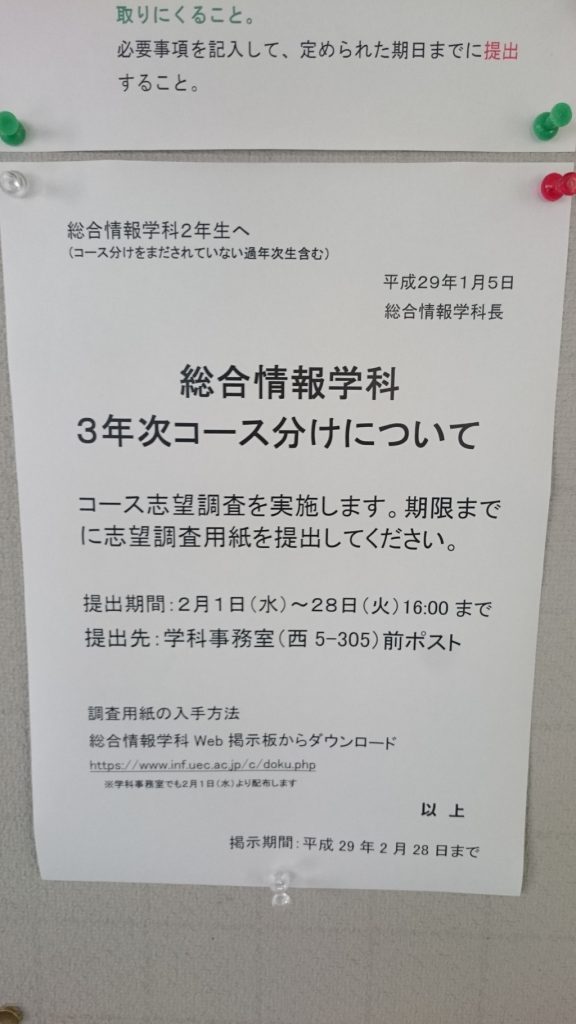 取りにくること。
必要事項を記入して、定められた期日までに提出
すること。
総合情報学科2年生へ
(コース分けをまだされていない過年次生含む)
平成29年1月5日
総合情報学科長
総合情報学科
3年次コース分けについて
コース志望調査を実施します。期限まで
に志望調査用紙を提出してください。
提出期間:2月1日(水)~28日(火)16:00 まで
提出先:学科事務室(西 5-305)前ポスト
調査用紙の入手方法
総合情報学科 Web 掲示板からダウンロード
https://www.inf.uec.ac.jp/c/doku.php
※学科事務室でも2月1日(水)より配布します
以 上
掲示期間:平成 29 年 2 月 28 日まで